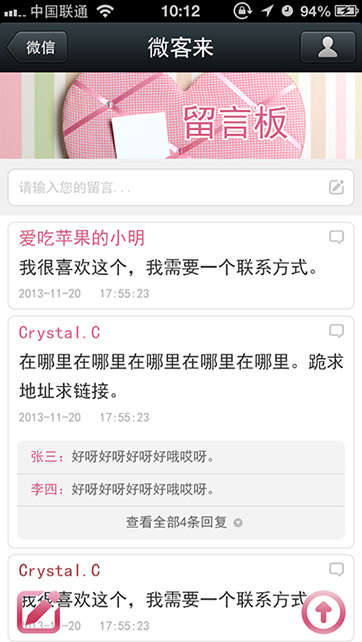 中国联通 10:12 94%
微信 微客来
留言板
请输入您的留言...
爱吃苹果的小明
我很喜欢这个，我需要一个联系方式。
2013-11-20 17:55:23
Crystal.C
在哪里在哪里在哪里在哪里在哪里。跪求
地址求链接。
2013-11-20 17:55:23
张三：好呀好呀好呀好哦哎呀。
李四：好呀好呀好呀好哦哎呀。
查看全部4条回复
Crystal.C
我很喜欢这个，我需要一个联系方式
2013-11-20 17:55:23